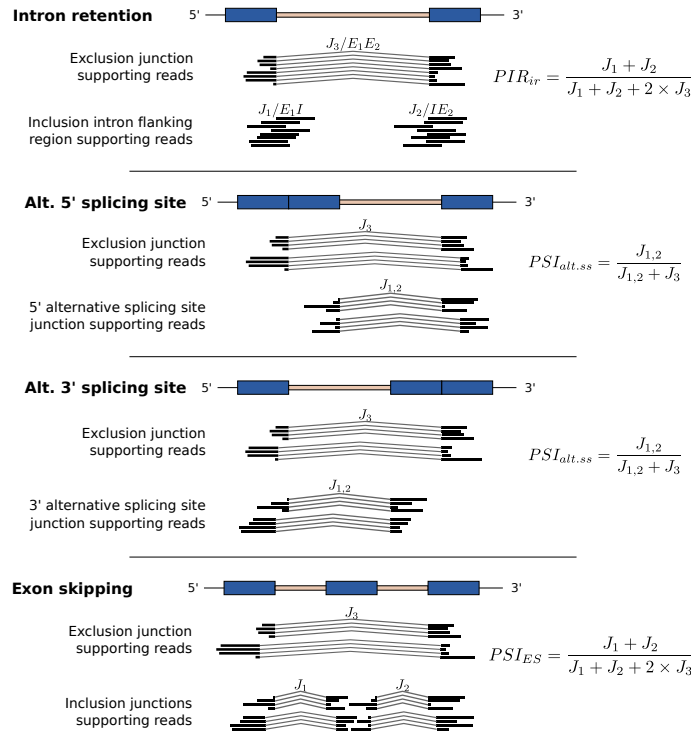 Intron retention 5' 3'
J3/E1E2
Exclusion junction
supporting reads
PIR_ir = (J1 + J2) / (J1 + J2 + 2 × J3)
J1/E1I J2/IE2
Inclusion intron flanking
region supporting reads
Alt. 5' splicing site 5' 3'
J3
Exclusion junction
supporting reads
PSI_alt.ss = J1,2 / (J1,2 + J3)
J1,2
5' alternative splicing site
junction supporting reads
Alt. 3' splicing site 5' 3'
J3
Exclusion junction
supporting reads
PSI_alt.ss = J1,2 / (J1,2 + J3)
J1,2
3' alternative splicing site
junction supporting reads
Exon skipping 5' 3'
J3
Exclusion junction
supporting reads
PSI_ES = (J1 + J2) / (J1 + J2 + 2 × J3)
J1 J2
Inclusion junctions
supporting reads